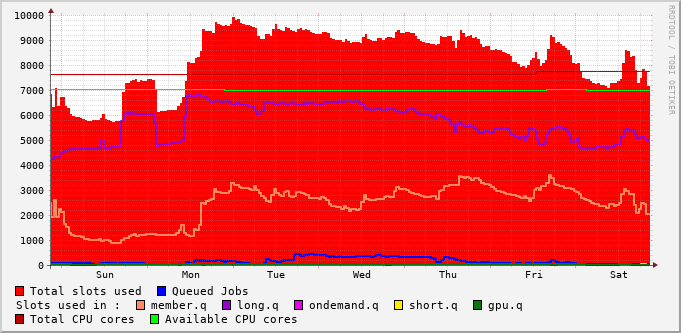 10000
9000
8000
7000
6000
5000
4000
3000
2000
1000
0
Sun Mon Tue Wed Thu Fri Sat
RRDTOOL / TOBI OETIKER
Total slots used Queued Jobs
Slots used in : member.q long.q ondemand.q short.q gpu.q
Total CPU cores Available CPU cores